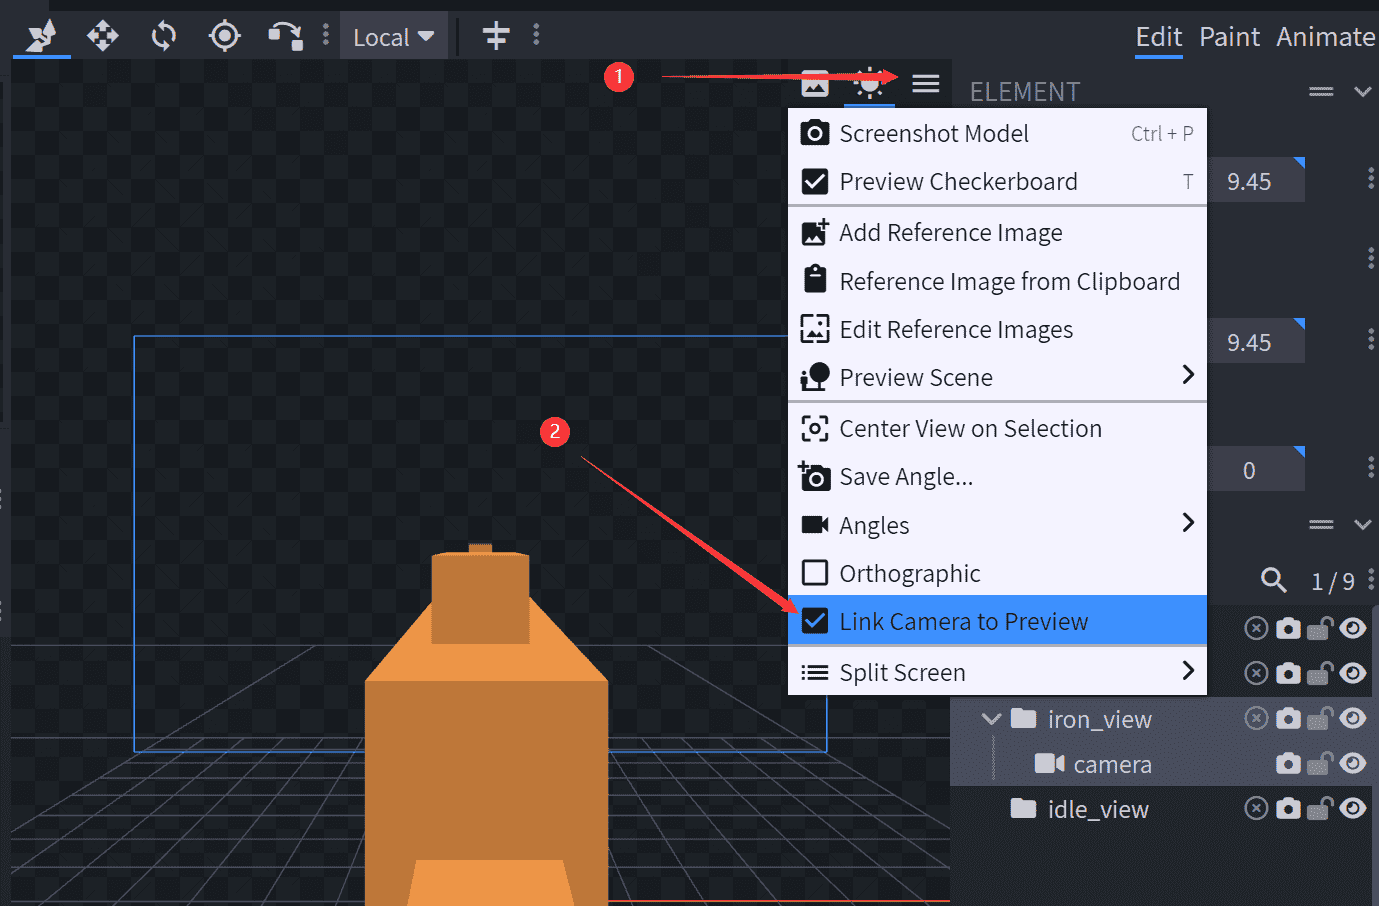 Local
Edit Paint Animate
1
ELEMENT
Screenshot Model Ctrl + P
Preview Checkerboard T
9.45
Add Reference Image
Reference Image from Clipboard
Edit Reference Images
9.45
Preview Scene
2
Center View on Selection
Save Angle...
0
Angles
Orthographic
1 / 9
Link Camera to Preview
Split Screen
iron_view
camera
idle_view